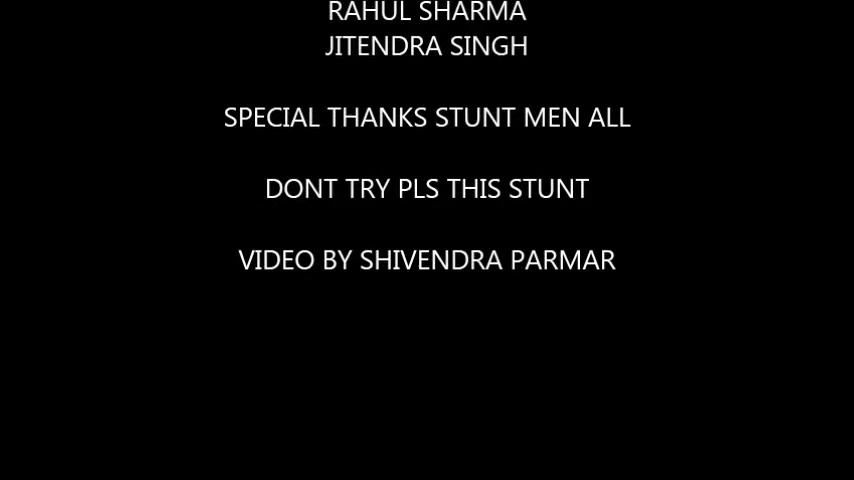 RAHUL SHARMA
JITENDRA SINGH
SPECIAL THANKS STUNT MEN ALL
DONT TRY PLS THIS STUNT
VIDEO BY SHIVENDRA PARMAR